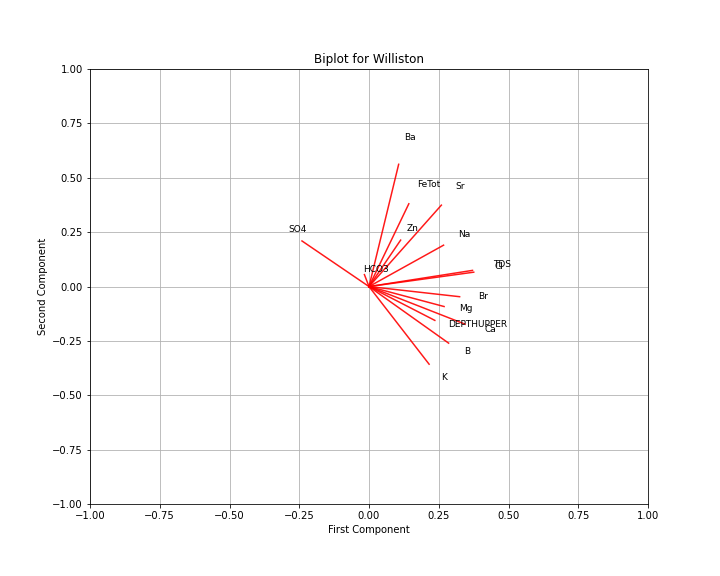 Biplot for Williston
1.00
0.75
0.50
0.25
0.00
−0.25
−0.50
−0.75
−1.00
Second Component
Ba
FeTot
Sr
SO4
Zn
Na
HCO3
TDS
Cl
Br
Mg
DEPTHUPPER
Ca
B
K
−1.00
−0.75
−0.50
−0.25
0.00
0.25
0.50
0.75
1.00
First Component